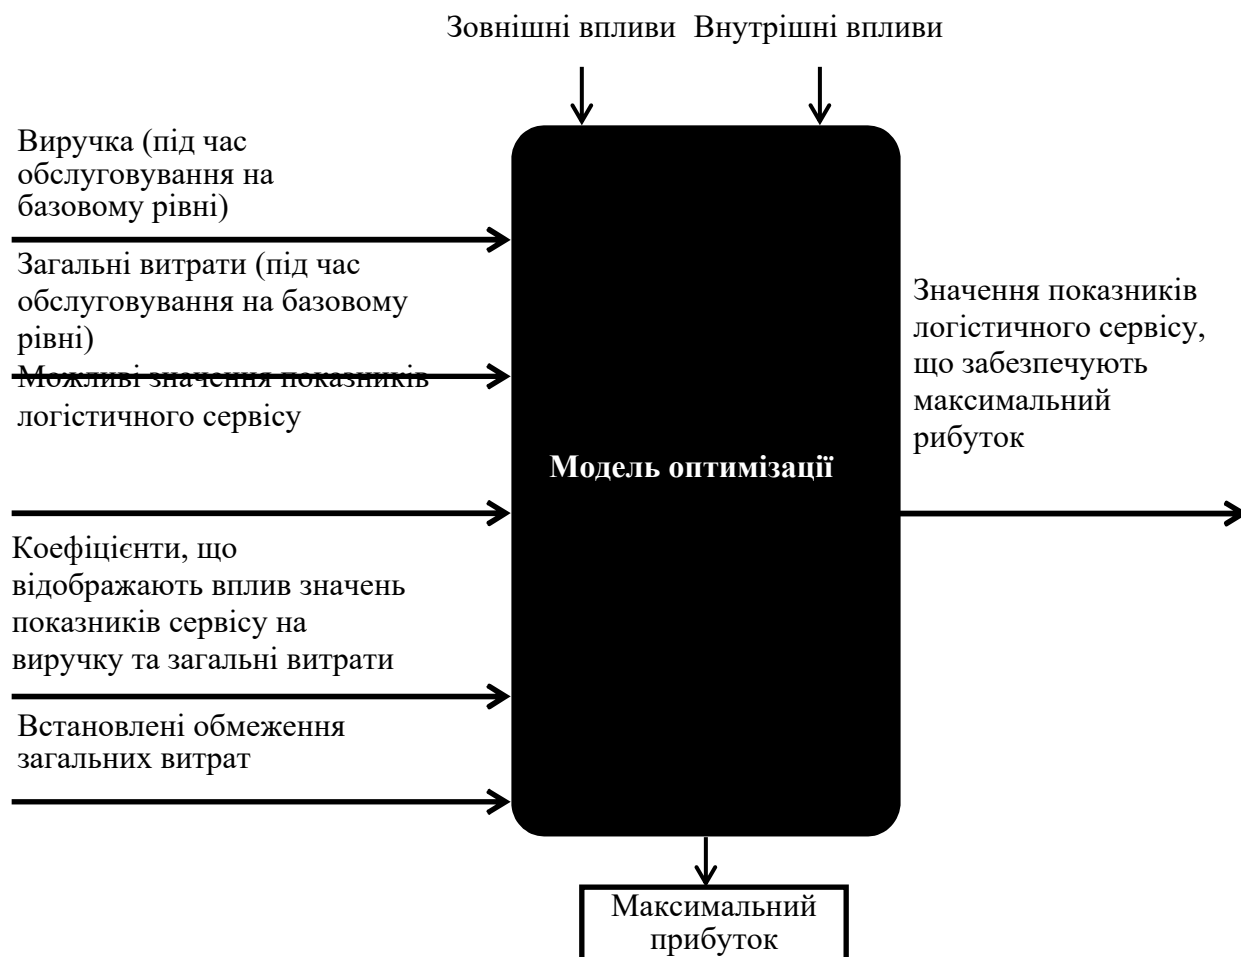 Зовнішні впливи Внутрішні впливи
Виручка (під час
обслуговування на
базовому рівні)
Загальні витрати (під час
обслуговування на базовому
рівні)
Можливі значення показників
логістичного сервісу
Коефіцієнти, що
відображають вплив значень
показників сервісу на
виручку та загальні витрати
Встановлені обмеження
загальних витрат
Модель оптимізації
Значення показників
логістичного сервісу,
що забезпечують
максимальний
рибуток
Максимальний
прибуток